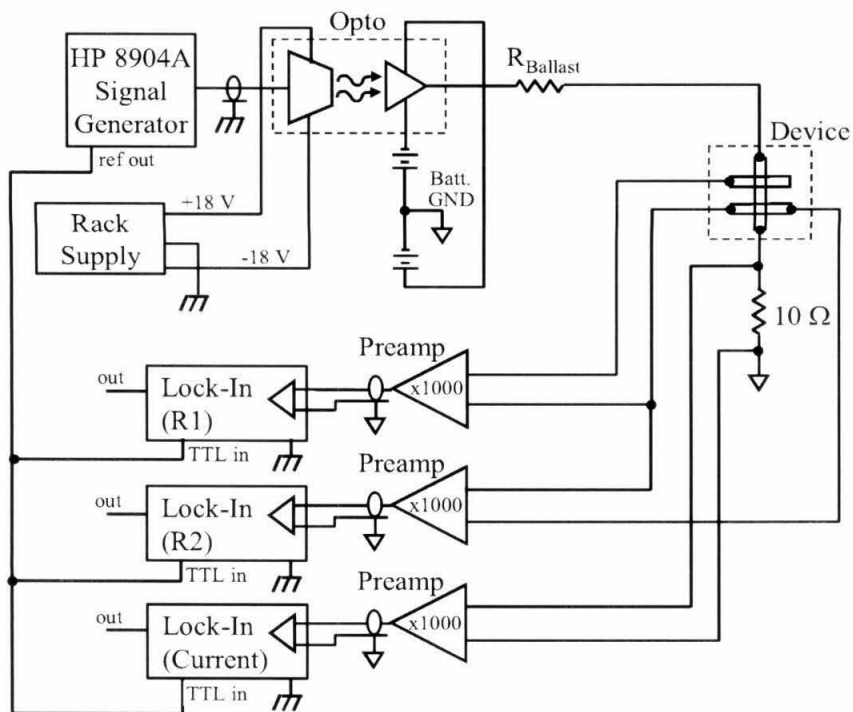 Opto
HP 8904A
Signal
Generator
R_Ballast
ref out
Device
+18 V
Batt.
GND
Rack
Supply
-18 V
10 Ω
Preamp
out
Lock-In
(R1)
x1000
TTL in
Preamp
out
Lock-In
(R2)
x1000
TTL in
Preamp
out
Lock-In
(Current)
x1000
TTL in